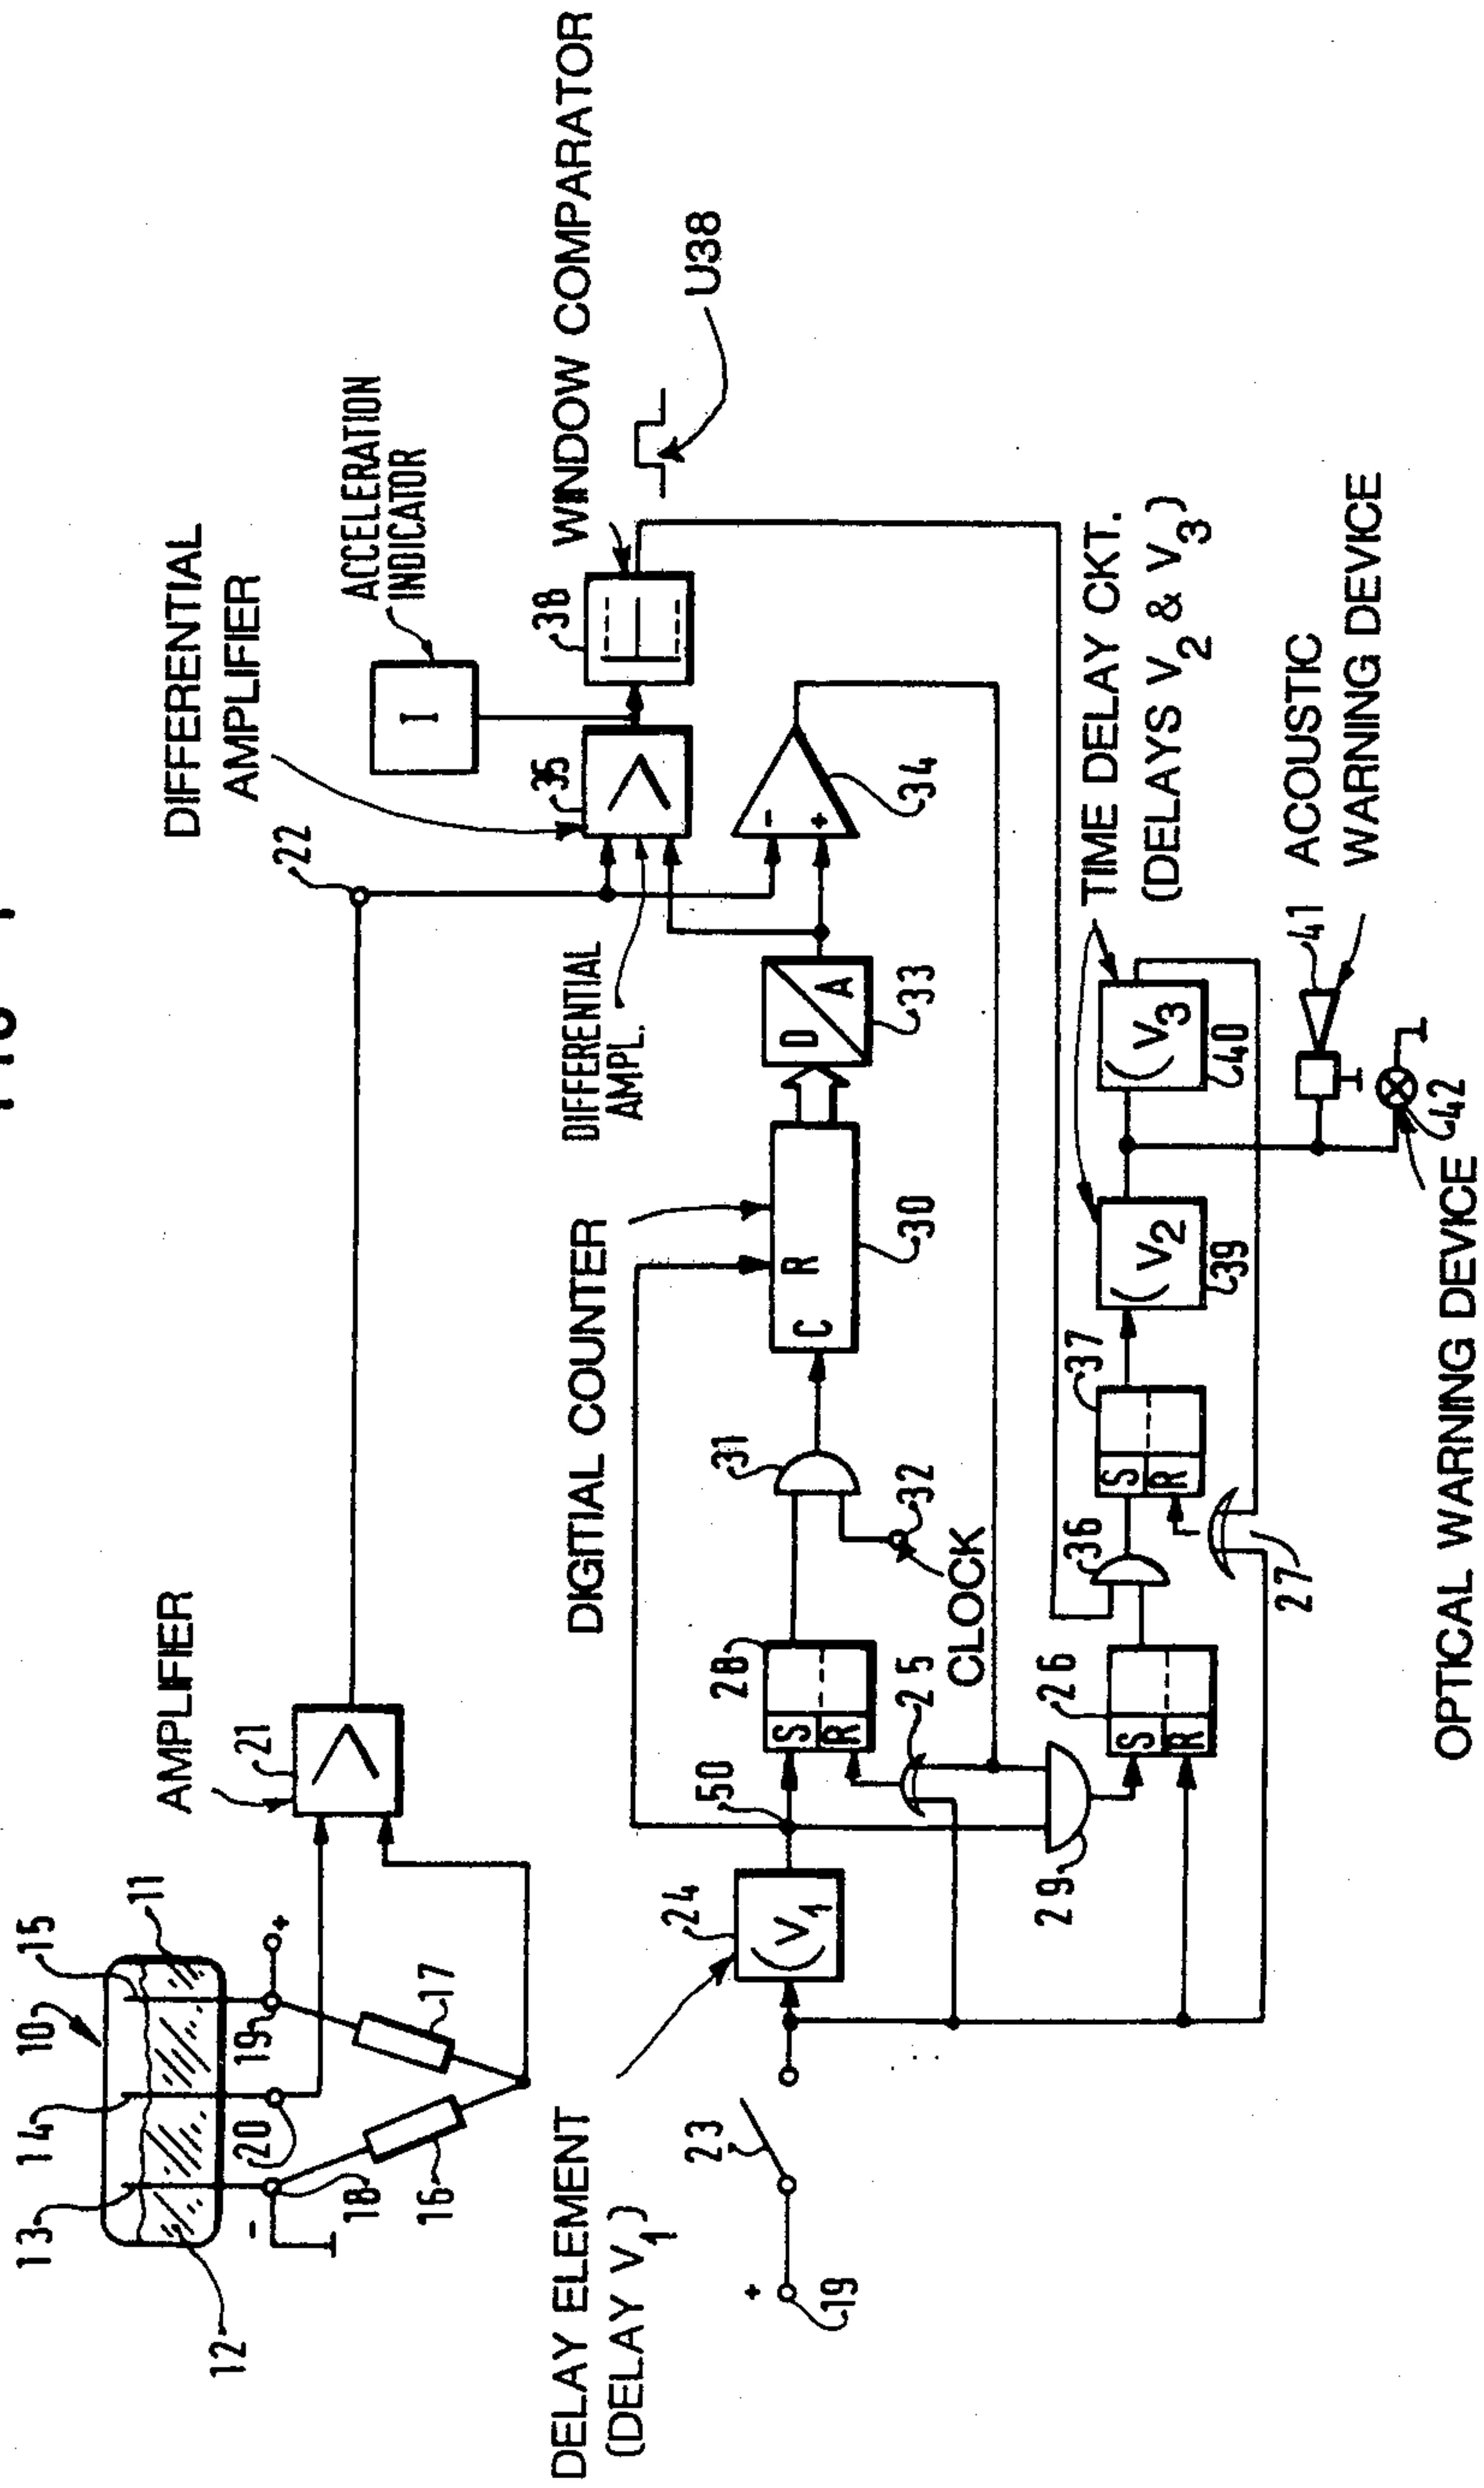 10
15
11
14
13
12
19
20
18
+
-
17
16
AMPLIFIER
21
22
DIFFERENTIAL
AMPLIFIER
ACCELERATION
INDICATOR
I
35
38
WINDOW COMPARATOR
U38
DIFFERENTIAL
AMPL.
-
+
34
D
A
33
DIGITIAL COUNTER
R
C
30
31
32
CLOCK
28
S
R
25
50
DELAY ELEMENT
(DELAY V1)
24
(V1
23
+
19
29
26
S
R
36
37
S
R
27
(V2
39
(V3
40
TIME DELAY CKT.
(DELAYS V2 & V3)
41
ACOUSTIC
WARNING DEVICE
42
OPTICAL WARNING DEVICE